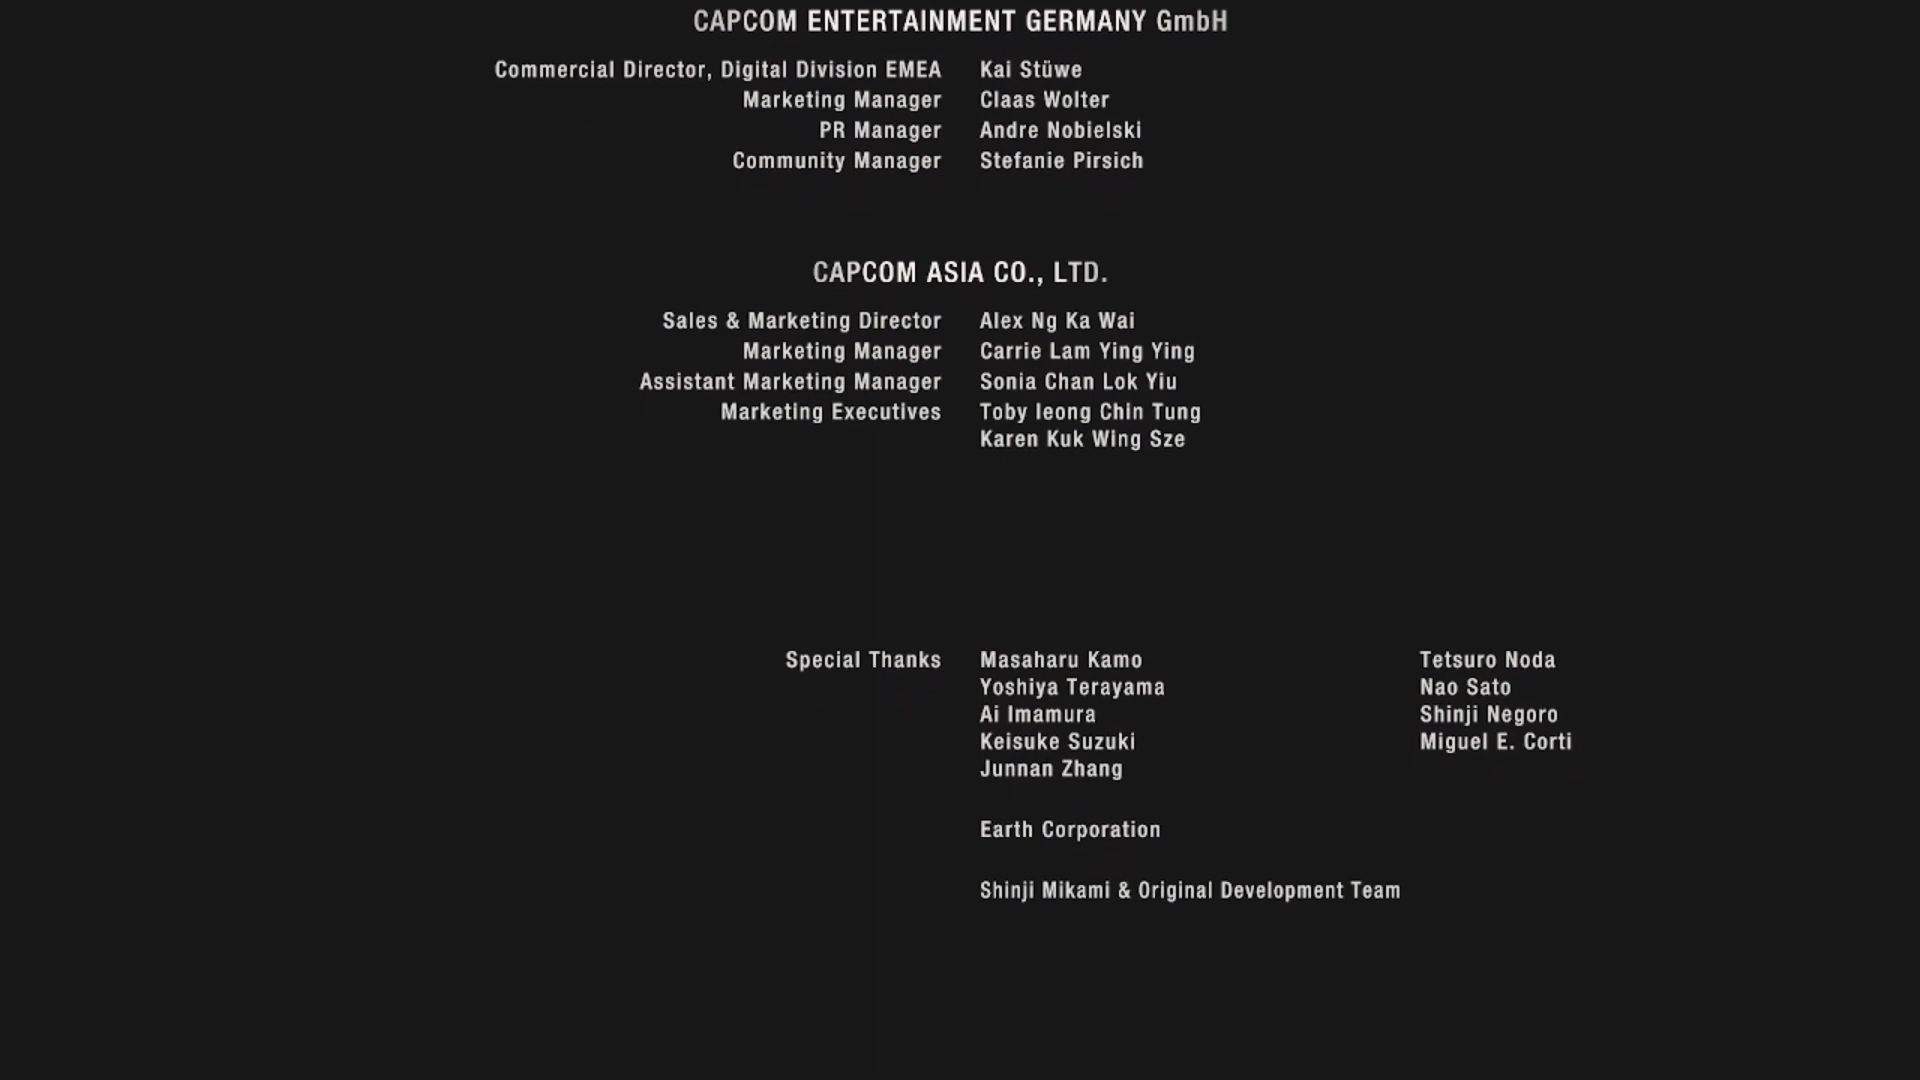 CAPCOM ENTERTAINMENT GERMANY GmbH
Commercial Director, Digital Division EMEA Kai Stüwe
Marketing Manager Claas Wolter
PR Manager Andre Nobielski
Community Manager Stefanie Pirsich
CAPCOM ASIA CO., LTD.
Sales & Marketing Director Alex Ng Ka Wai
Marketing Manager Carrie Lam Ying Ying
Assistant Marketing Manager Sonia Chan Lok Yiu
Marketing Executives Toby Ieong Chin Tung
Karen Kuk Wing Sze
Special Thanks Masaharu Kamo Tetsuro Noda
Yoshiya Terayama Nao Sato
Ai Imamura Shinji Negoro
Keisuke Suzuki Miguel E. Corti
Junnan Zhang
Earth Corporation
Shinji Mikami & Original Development Team